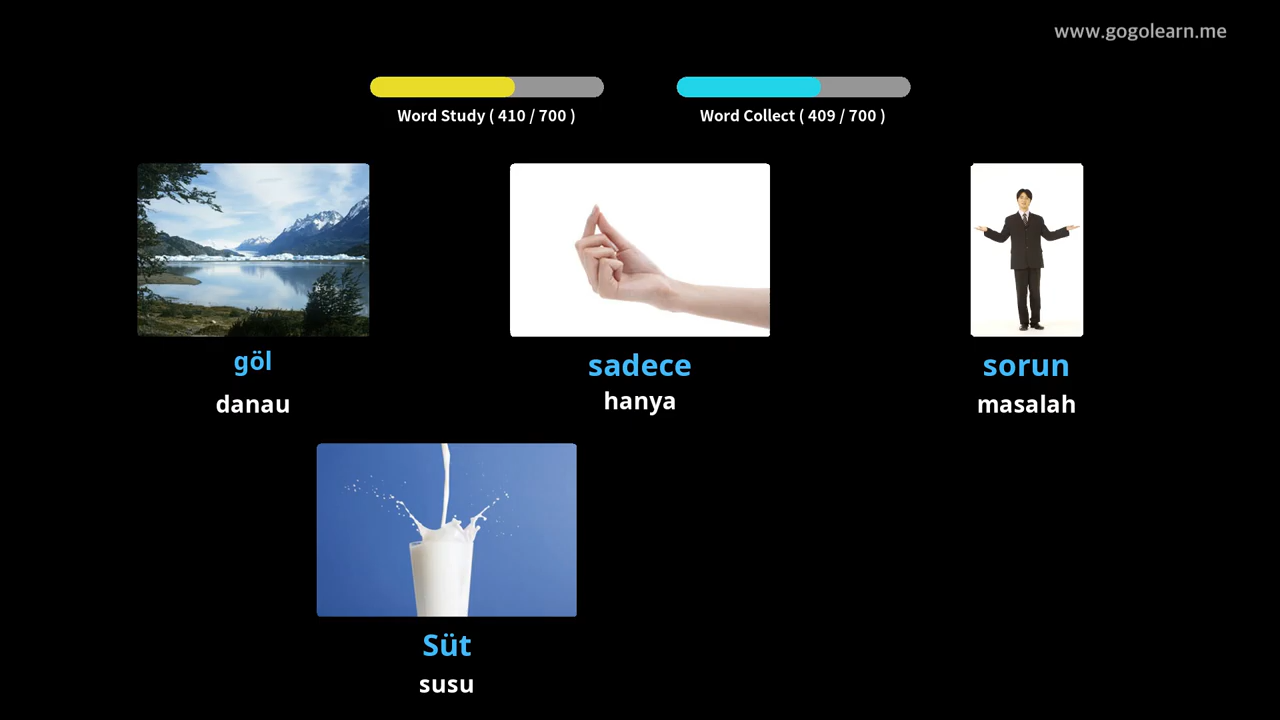 www.gogolearn.me
Word Study ( 410 / 700 )
Word Collect ( 409 / 700 )
göl
danau
sadece
hanya
sorun
masalah
Süt
susu